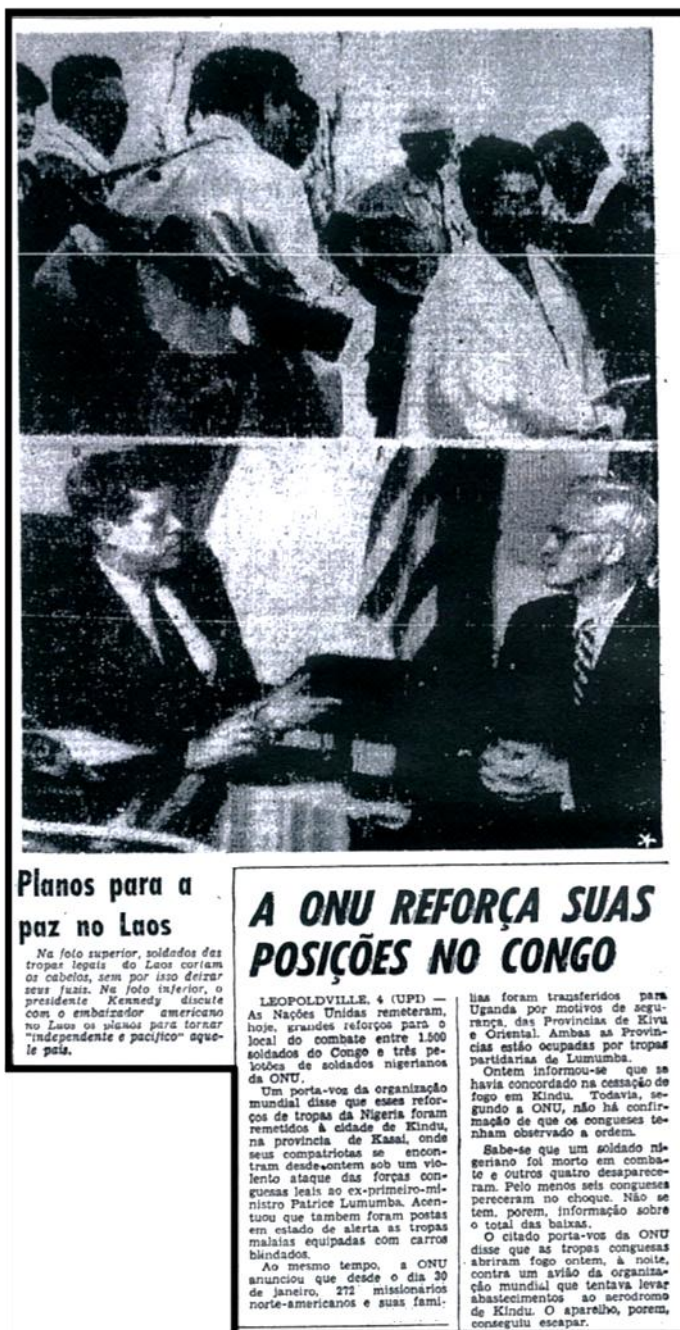 Planos para a
paz no Laos
Na foto superior, soldados das
tropas legais do Laos cortam
os cabelos, sem por isso deixar
seus fuzis. Na foto inferior, o
presidente Kennedy discute
com o embaixador americano
no Laos os planos para tornar
"independente e pacífico" aque-
le país.
A ONU REFORÇA SUAS
POSIÇÕES NO CONGO
LEOPOLDVILLE, 4 (UPI) —
As Nações Unidas remeteram,
hoje, grandes reforços para o
local do combate entre 1.500
soldados do Congo e três pe-
lotões de soldados nigerianos
da ONU.
Um porta-voz da organização
mundial disse que esses refor-
ços de tropas da Nigeria foram
remetidos à cidade de Kindu,
na provincia de Kasai, onde
seus compatriotas se encon-
tram desde ontem sob um vio-
lento ataque das forças con-
guesas leais ao ex-primeiro-mi-
nistro Patrice Lumumba. Acen-
tuou que tambem foram postas
em estado de alerta as tropas
malaias equipadas com carros
blindados.
Ao mesmo tempo, a ONU
anunciou que desde o dia 30
de janeiro, 272 missionários
norte-americanos e suas famí-
lias foram transferidos para
Uganda por motivos de segu-
rança, das Provincias de Kivu
e Oriental. Ambas as Provin-
cias estão ocupadas por tropas
partidarias de Lumumba.
Ontem informou-se que se
havia concordado na cessação de
fogo em Kindu. Todavia, se-
gundo a ONU, não há confir-
mação de que os congueses te-
nham observado a ordem.
Sabe-se que um soldado ni-
geriano foi morto em comba-
te e outros quatro desaparece-
ram. Pelo menos seis congueses
pereceram no choque. Não se
tem, porem, informação sobre
o total das baixas.
O citado porta-voz da ONU
disse que as tropas conguesas
abriram fogo ontem, à noite,
contra um avião da organiza-
ção mundial que tentava levar
abastecimentos ao aerodromo
de Kindu. O aparelho, porem,
conseguiu escapar.